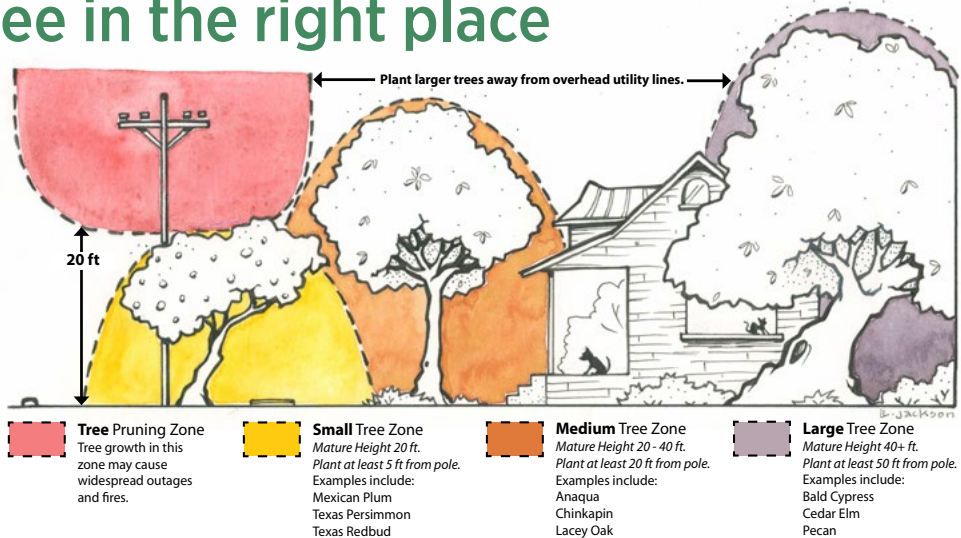 ee in the right place
Plant larger trees away from overhead utility lines.
20 ft
B. Jackson
Tree Pruning Zone
Tree growth in this
zone may cause
widespread outages
and fires.
Small Tree Zone
Mature Height 20 ft.
Plant at least 5 ft from pole.
Examples include:
Mexican Plum
Texas Persimmon
Texas Redbud
Medium Tree Zone
Mature Height 20 - 40 ft.
Plant at least 20 ft from pole.
Examples include:
Anaqua
Chinkapin
Lacey Oak
Large Tree Zone
Mature Height 40+ ft.
Plant at least 50 ft from pole.
Examples include:
Bald Cypress
Cedar Elm
Pecan